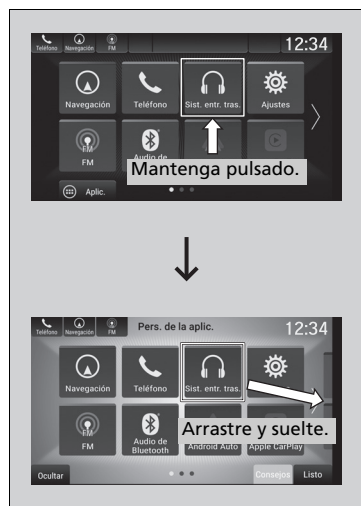 Teléfono Navegación FM 12:34
Navegación Teléfono Sist. entr. tras. Ajustes
FM Audio de
Mantenga pulsado.
Aplic.
Teléfono Navegación FM Pers. de la aplic. 12:34
Navegación Teléfono Sist. entr. tras.
Arrastre y suelte.
FM Audio de Bluetooth Android Auto Apple CarPlay
Ocultar Consejos Listo